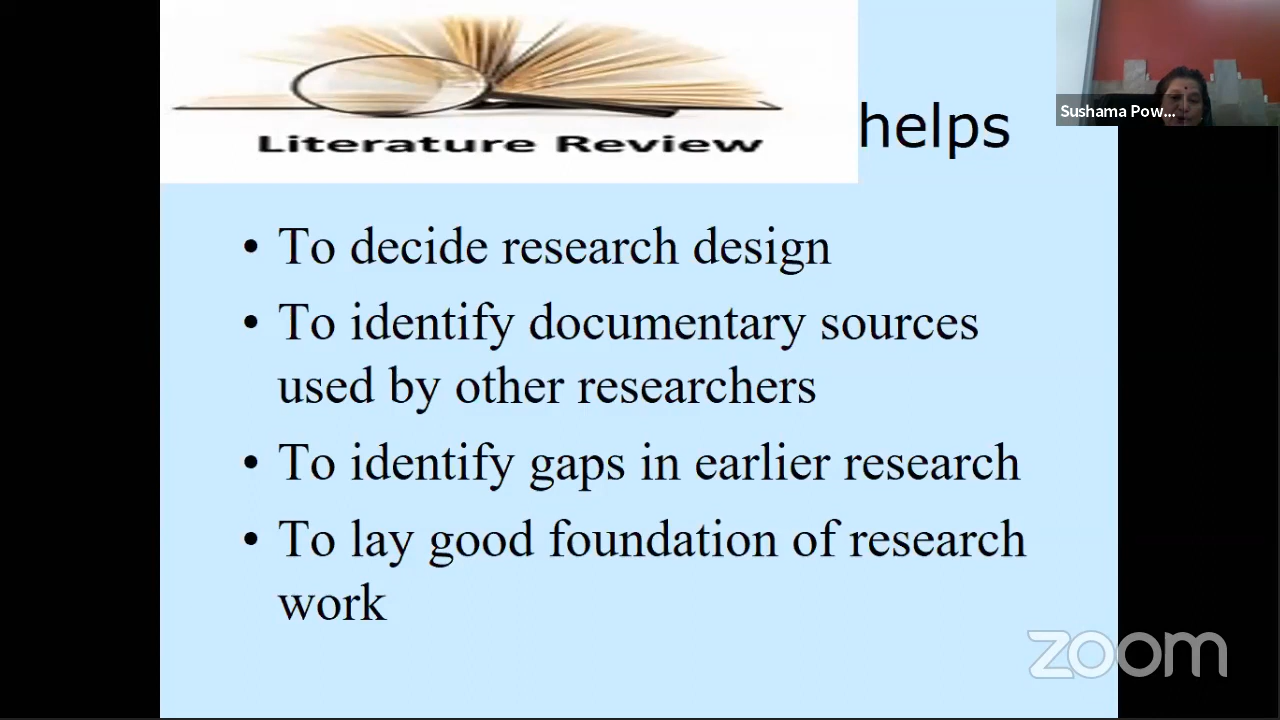 Literature Review
helps
Sushama Pow...
• To decide research design
• To identify documentary sources
used by other researchers
• To identify gaps in earlier research
• To lay good foundation of research
work
zoom